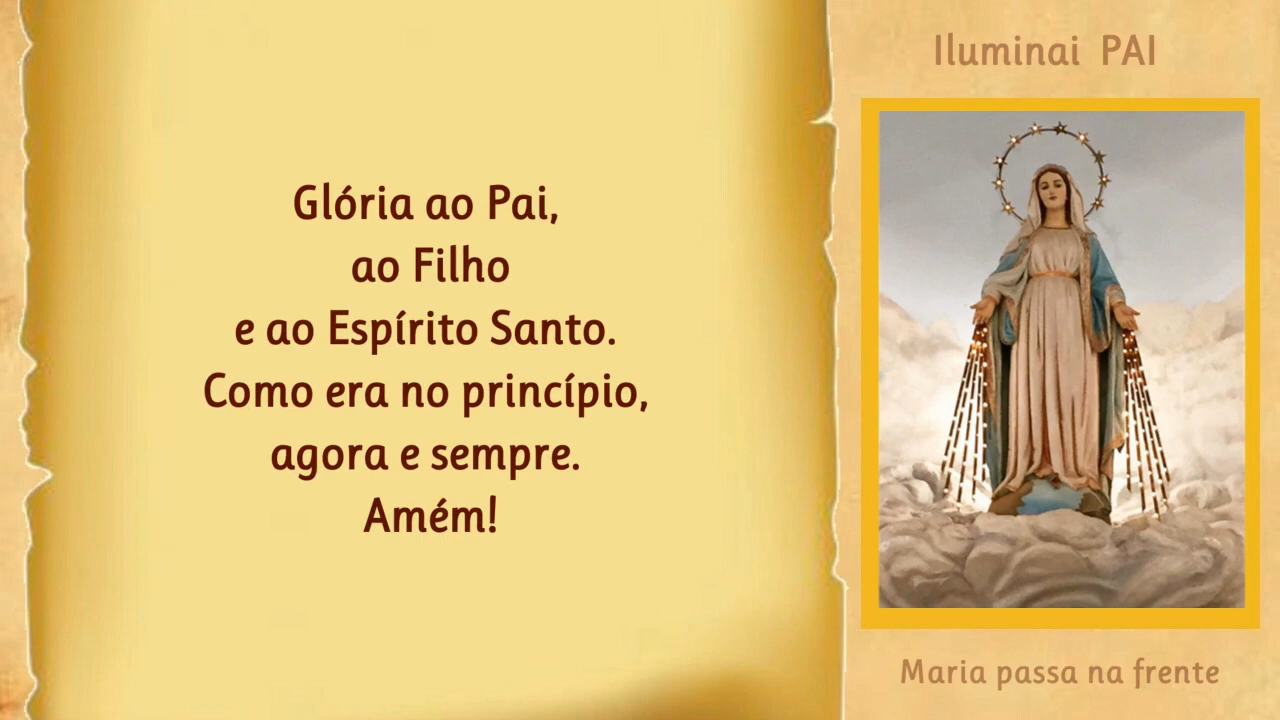 Glória ao Pai,
ao Filho
e ao Espírito Santo.
Como era no princípio,
agora e sempre.
Amém!
Iluminai PAI
Maria passa na frente